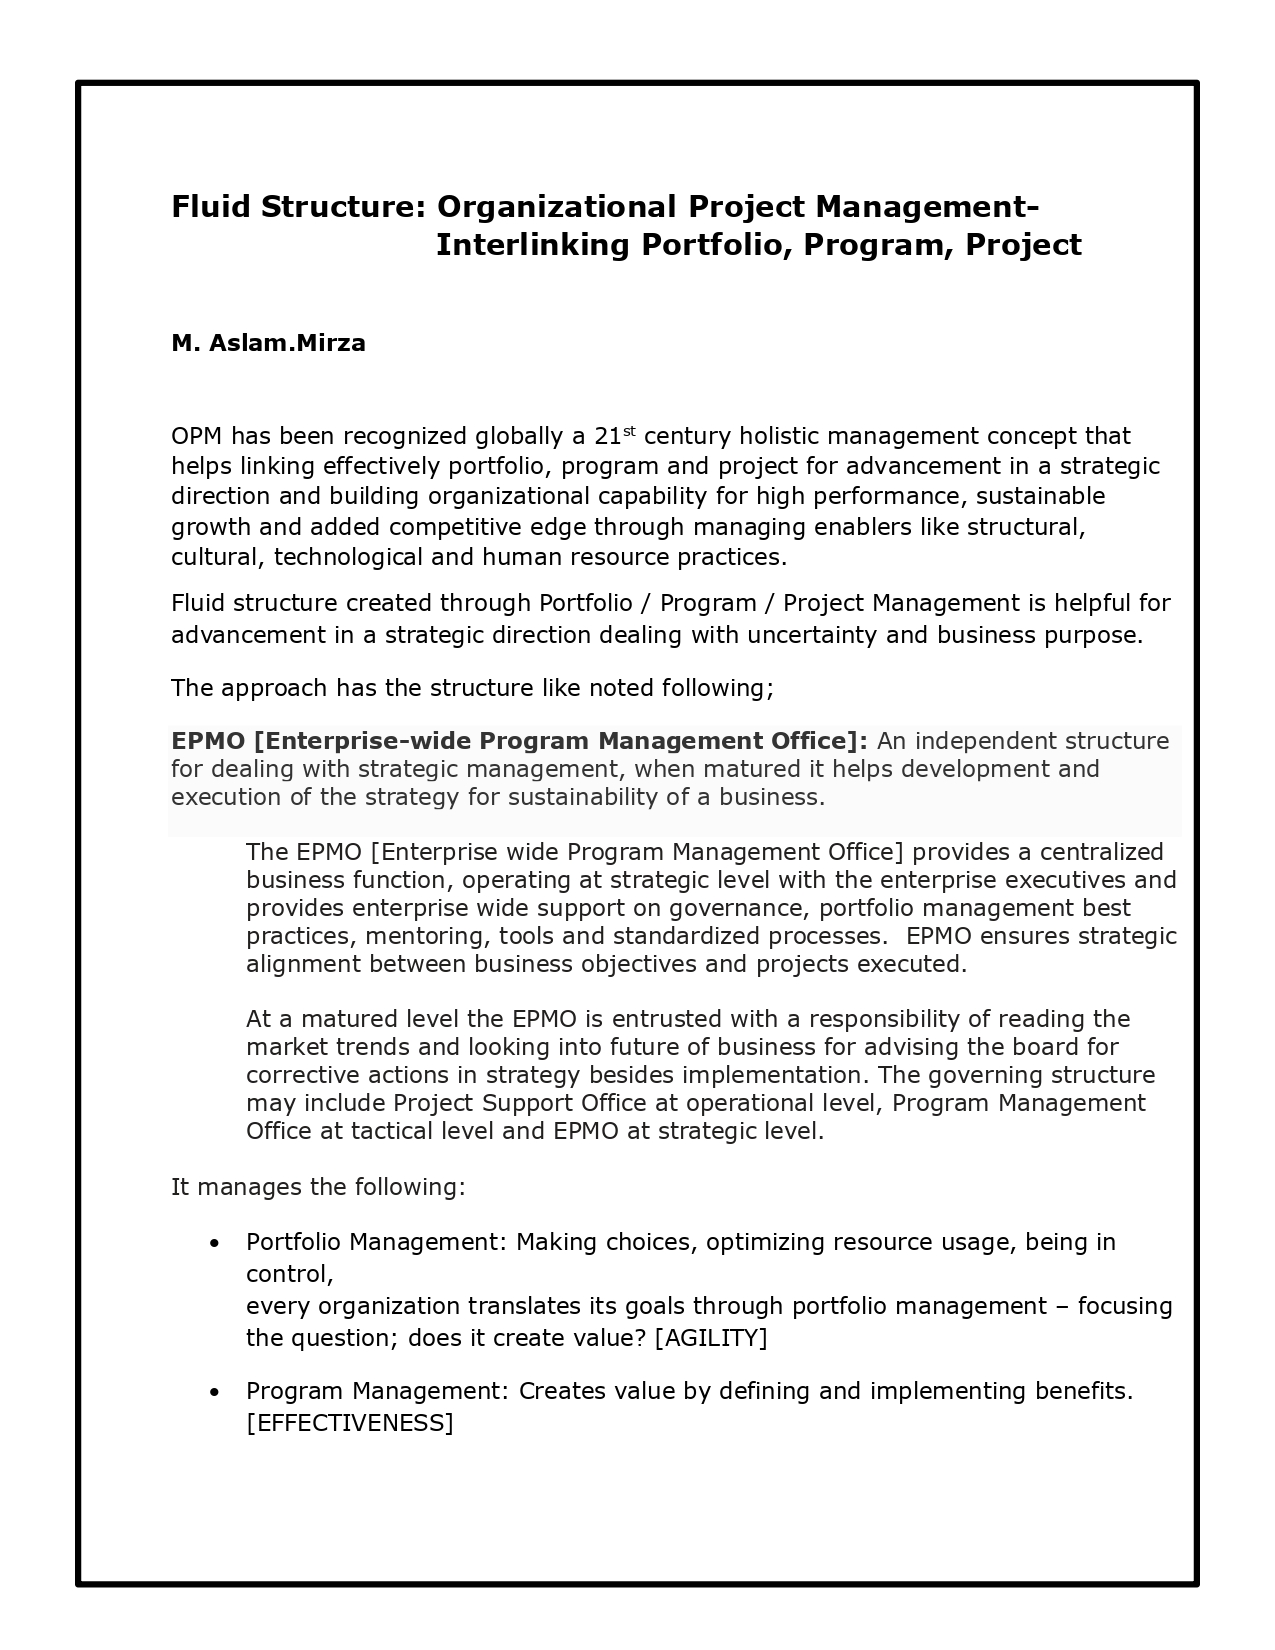 Fluid Structure: Organizational Project Management–
Interlinking Portfolio, Program, Project
M. Aslam.Mirza
OPM has been recognized globally a 21st century holistic management concept that
helps linking effectively portfolio, program and project for advancement in a strategic
direction and building organizational capability for high performance, sustainable
growth and added competitive edge through managing enablers like structural,
cultural, technological and human resource practices.
Fluid structure created through Portfolio / Program / Project Management is helpful for
advancement in a strategic direction dealing with uncertainty and business purpose.
The approach has the structure like noted following;
EPMO [Enterprise–wide Program Management Office]: An independent structure
for dealing with strategic management, when matured it helps development and
execution of the strategy for sustainability of a business.
The EPMO [Enterprise wide Program Management Office] provides a centralized
business function, operating at strategic level with the enterprise executives and
provides enterprise wide support on governance, portfolio management best
practices, mentoring, tools and standardized processes.  EPMO ensures strategic
alignment between business objectives and projects executed.
At a matured level the EPMO is entrusted with a responsibility of reading the
market trends and looking into future of business for advising the board for
corrective actions in strategy besides implementation. The governing structure
may include Project Support Office at operational level, Program Management
Office at tactical level and EPMO at strategic level.
It manages the following:
• Portfolio Management: Making choices, optimizing resource usage, being in
control,
every organization translates its goals through portfolio management – focusing
the question; does it create value? [AGILITY]
• Program Management: Creates value by defining and implementing benefits.
[EFFECTIVENESS]